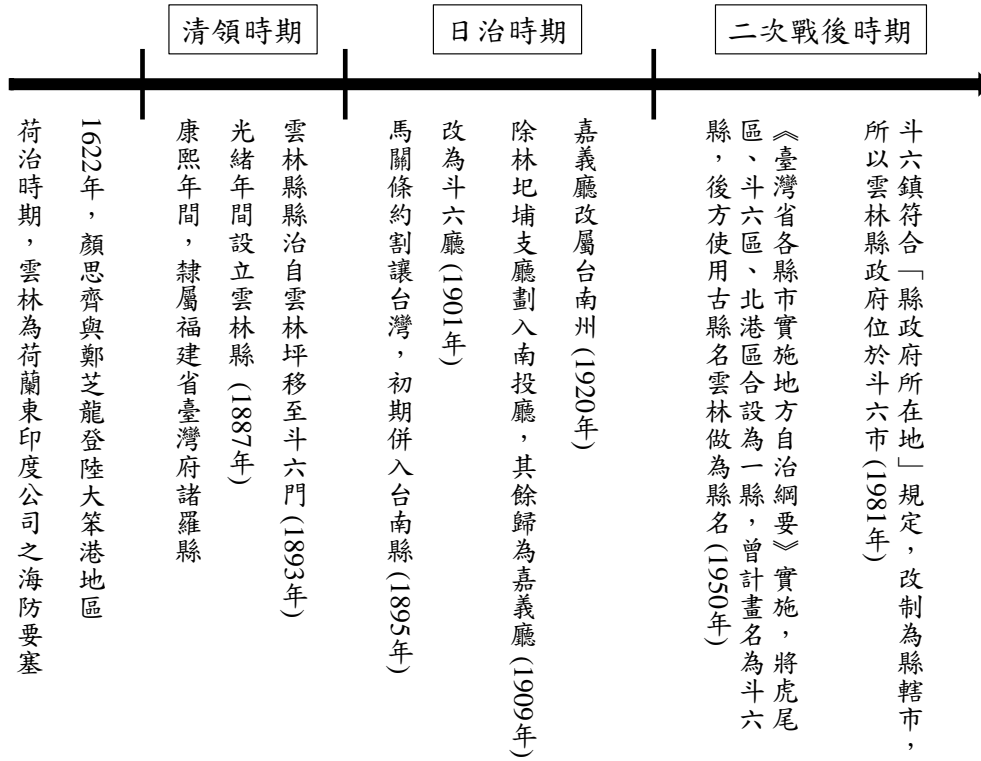 清領時期
日治時期
二次戰後時期
荷治時期，雲林為荷蘭東印度公司之海防要塞
1622年，顏思齊與鄭芝龍登陸大笨港地區
康熙年間，隸屬福建省臺灣府諸羅縣
光緒年間設立雲林縣 (1887年)
雲林縣縣治自雲林坪移至斗六門 (1893年)
馬關條約割讓台灣，初期併入台南縣 (1895年)
改為斗六廳 (1901年)
除林圯埔支廳劃入南投廳，其餘歸為嘉義廳 (1909年)
嘉義廳改屬台南州 (1920年)
《臺灣省各縣市實施地方自治綱要》實施，將虎尾
區、斗六區、北港區合設為一縣，曾計畫名為斗六
縣，後方使用古縣名雲林做為縣名 (1950年)
斗六鎮符合「縣政府所在地」規定，改制為縣轄市，
所以雲林縣政府位於斗六市 (1981年)